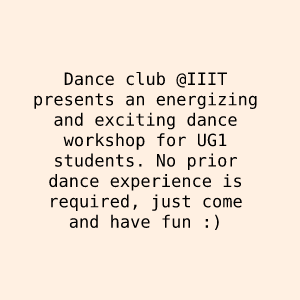 Dance club @IIIT
presents an energizing
and exciting dance
workshop for UG1
students. No prior
dance experience is
required, just come
and have fun :)